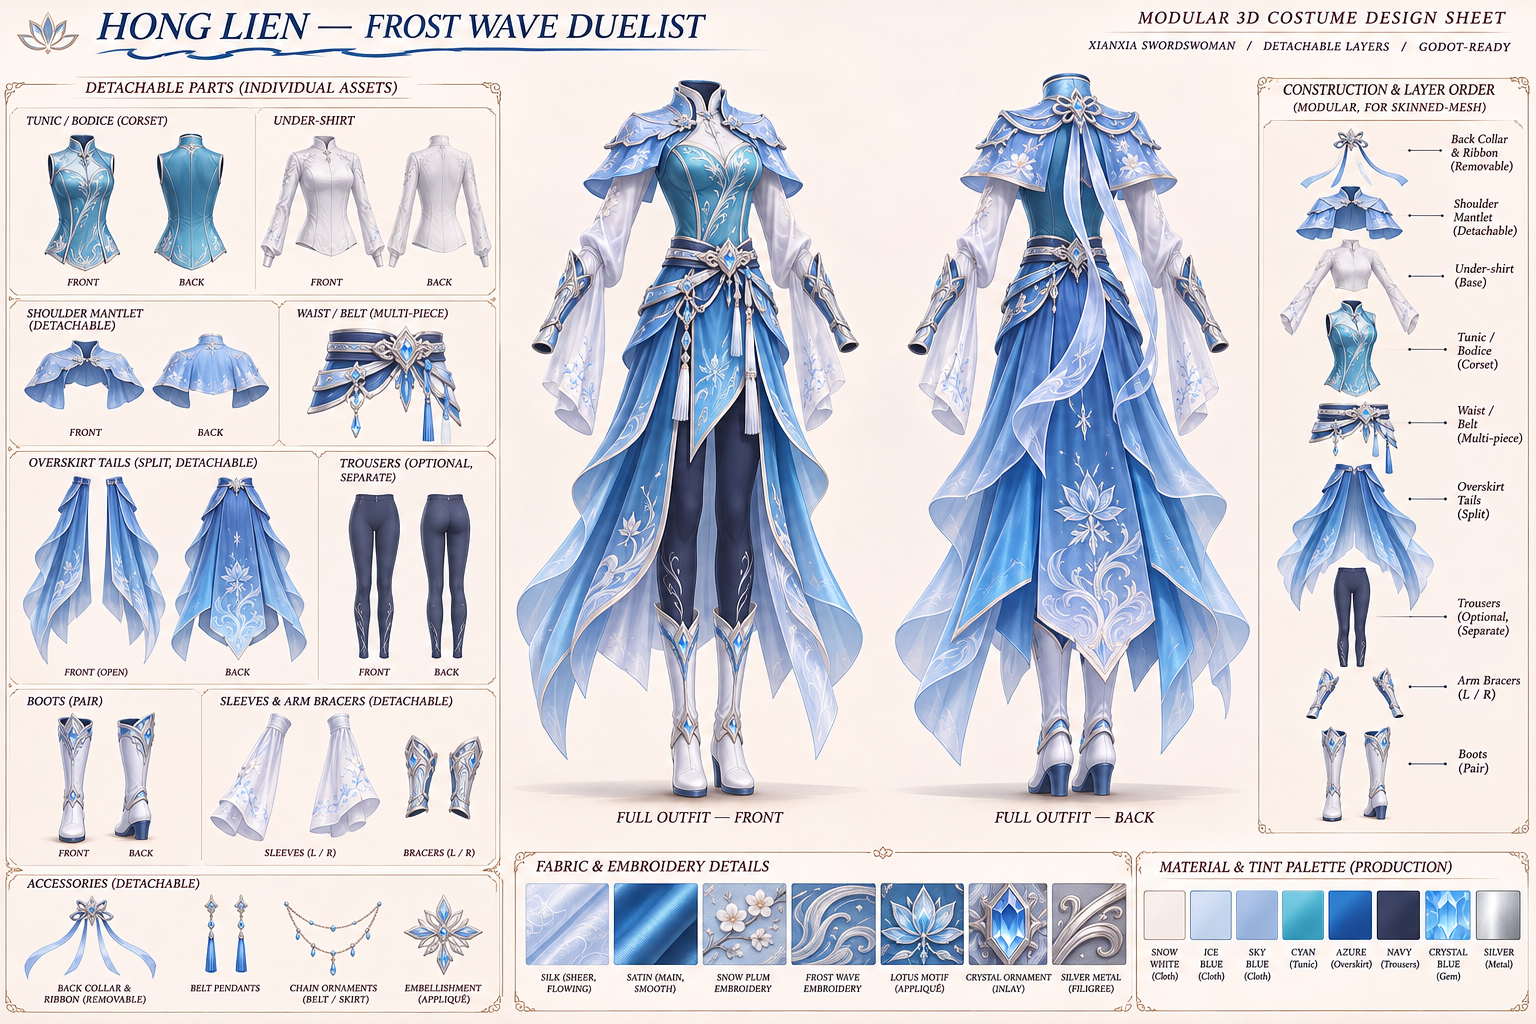 HONG LIEN — FROST WAVE DUELIST
MODULAR 3D COSTUME DESIGN SHEET
XIANXIA SWORDSWOMAN / DETACHABLE LAYERS / GODOT-READY
DETACHABLE PARTS (INDIVIDUAL ASSETS)
TUNIC / BODICE (CORSET)
FRONT
BACK
UNDER-SHIRT
FRONT
BACK
SHOULDER MANTLET
(DETACHABLE)
FRONT
BACK
WAIST / BELT (MULTI-PIECE)
OVERSKIRT TAILS (SPLIT, DETACHABLE)
FRONT (OPEN)
BACK
TROUSERS (OPTIONAL,
SEPARATE)
FRONT
BACK
BOOTS (PAIR)
FRONT
BACK
SLEEVES & ARM BRACERS (DETACHABLE)
SLEEVES (L / R)
BRACERS (L / R)
ACCESSORIES (DETACHABLE)
BACK COLLAR &
RIBBON (REMOVABLE)
BELT PENDANTS
CHAIN ORNAMENTS
(BELT / SKIRT)
EMBELLISHMENT
(APPLIQUÉ)
FULL OUTFIT — FRONT
FULL OUTFIT — BACK
CONSTRUCTION & LAYER ORDER
(MODULAR, FOR SKINNED-MESH)
Back Collar
& Ribbon
(Removable)
Shoulder
Mantlet
(Detachable)
Under-shirt
(Base)
Tunic /
Bodice
(Corset)
Waist /
Belt
(Multi-piece)
Overskirt
Tails
(Split)
Trousers
(Optional,
(Separate)
Arm Bracers
(L / R)
Boots
(Pair)
FABRIC & EMBROIDERY DETAILS
SILK (SHEER,
FLOWING)
SATIN (MAIN,
SMOOTH)
SNOW PLUM
EMBROIDERY
FROST WAVE
EMBROIDERY
LOTUS MOTIF
(APPLIQUÉ)
CRYSTAL ORNAMENT
(INLAY)
SILVER METAL
(FILIGREE)
MATERIAL & TINT PALETTE (PRODUCTION)
SNOW
WHITE
(Cloth)
ICE
BLUE
(Cloth)
SKY
BLUE
(Cloth)
CYAN
(Tunic)
AZURE
(Overskirt)
NAVY
(Trousers)
CRYSTAL
BLUE
(Gem)
SILVER
(Metal)